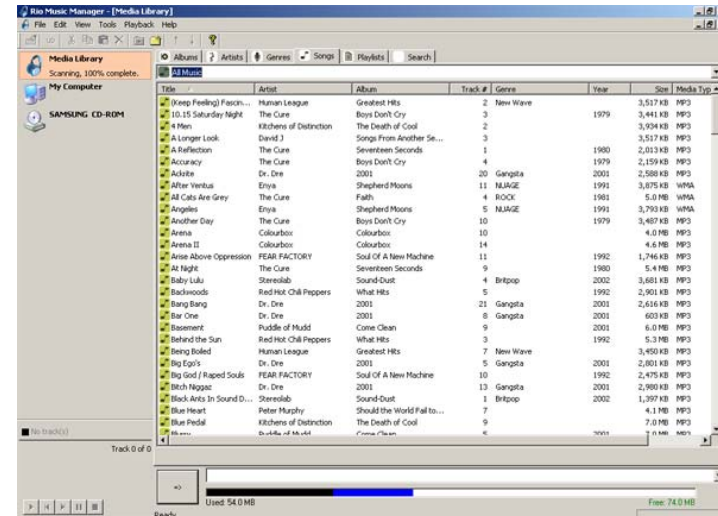 Rio Music Manager - [Media Library]
File Edit View Tools Playback Help
Albums Artists Genres Songs Playlists Search
Media Library
Scanning, 100% complete.
My Computer
SAMSUNG CD-ROM
All Music
Title Artist Album Track # Genre Year Size Media Typ
(Keep Feeling) Fascin... Human League Greatest Hits 2 New Wave 3,517 KB MP3
10.15 Saturday Night The Cure Boys Don't Cry 3 1979 3,441 KB MP3
4 Men Kitchens of Distinction The Death of Cool 2 3,934 KB MP3
A Longer Look David J Songs From Another Se... 3 3,517 KB MP3
A Reflection The Cure Seventeen Seconds 1 1980 2,013 KB MP3
Accuracy The Cure Boys Don't Cry 4 1979 2,159 KB MP3
Ackrite Dr. Dre 2001 20 Gangsta 2001 2,588 KB MP3
After Ventus Enya Shepherd Moons 11 NUAGE 1991 3,875 KB WMA
All Cats Are Grey The Cure Faith 4 ROCK 1981 5.0 MB WMA
Angeles Enya Shepherd Moons 5 NUAGE 1991 3,793 KB WMA
Another Day The Cure Boys Don't Cry 10 1979 3,487 KB MP3
Arena Colourbox Colourbox 10 4.0 MB MP3
Arena II Colourbox Colourbox 14 4.6 MB MP3
Arise Above Oppression FEAR FACTORY Soul Of A New Machine 11 1992 1,746 KB MP3
At Night The Cure Seventeen Seconds 9 1980 5.4 MB MP3
Baby Lulu Stereolab Sound-Dust 4 Britpop 2002 3,681 KB MP3
Backwoods Red Hot Chili Peppers What Hits 5 1992 2,901 KB MP3
Bang Bang Dr. Dre 2001 21 Gangsta 2001 2,616 KB MP3
Bar One Dr. Dre 2001 8 Gangsta 2001 603 KB MP3
Basement Puddle of Mudd Come Clean 9 2001 6.0 MB MP3
Behind the Sun Red Hot Chili Peppers What Hits 3 1992 5.3 MB MP3
Being Boiled Human League Greatest Hits 7 New Wave 3,450 KB MP3
Big Ego's Dr. Dre 2001 5 Gangsta 2001 2,801 KB MP3
Big God / Raped Souls FEAR FACTORY Soul Of A New Machine 10 1992 2,475 KB MP3
Bitch Niggaz Dr. Dre 2001 13 Gangsta 2001 2,980 KB MP3
Black Ants In Sound D... Stereolab Sound-Dust 1 Britpop 2002 1,397 KB MP3
Blue Heart Peter Murphy Should the World Fail to... 7 4.1 MB MP3
Blue Pedal Kitchens of Distinction The Death of Cool 9 7.0 MB MP3
Blurry Puddle of Mudd Come Clean 5 2001 7.0 MB MP3
No track(s)
Track 0 of 0
=>
Used: 54.0 MB Free: 74.0 MB
Ready